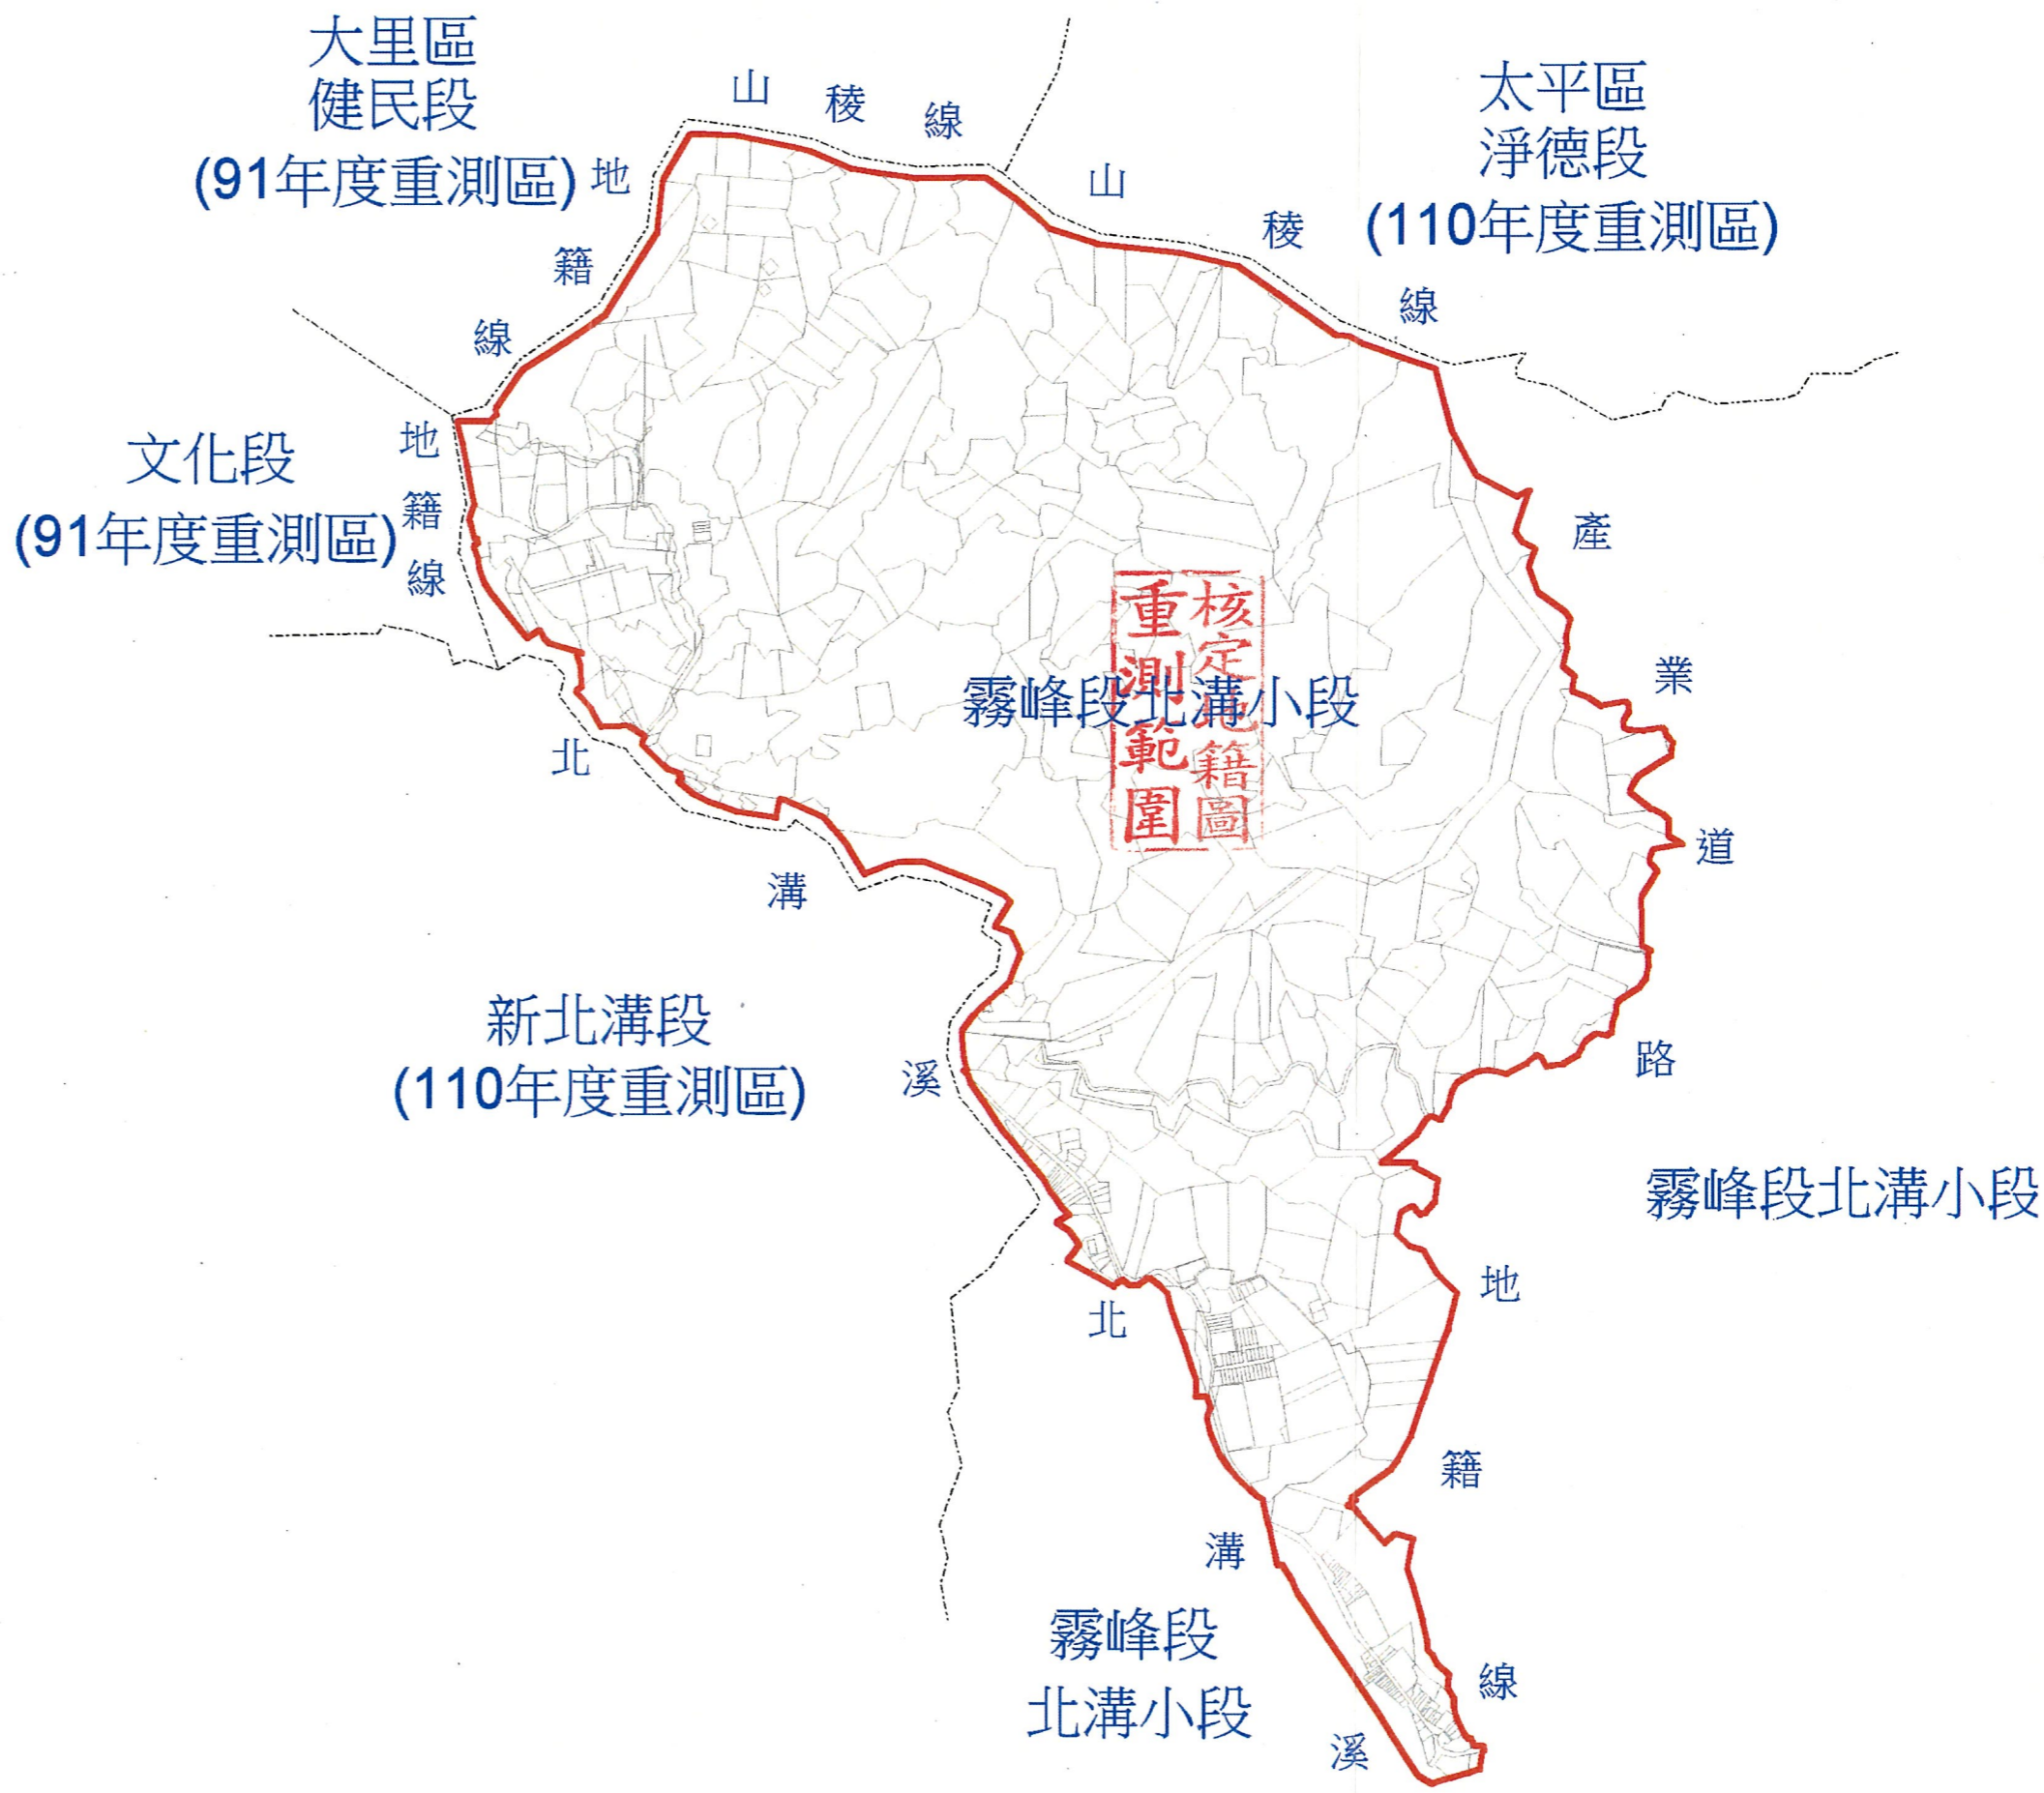 大里區
健民段
(91年度重測區)
山稜線
太平區
淨德段
(110年度重測區)
山稜線
地籍線
文化段
(91年度重測區)
地籍線
產業道路
核定地籍圖
重測範圍
霧峰段北溝小段
北溝溪
新北溝段
(110年度重測區)
霧峰段北溝小段
地籍線
北溝溪
霧峰段
北溝小段